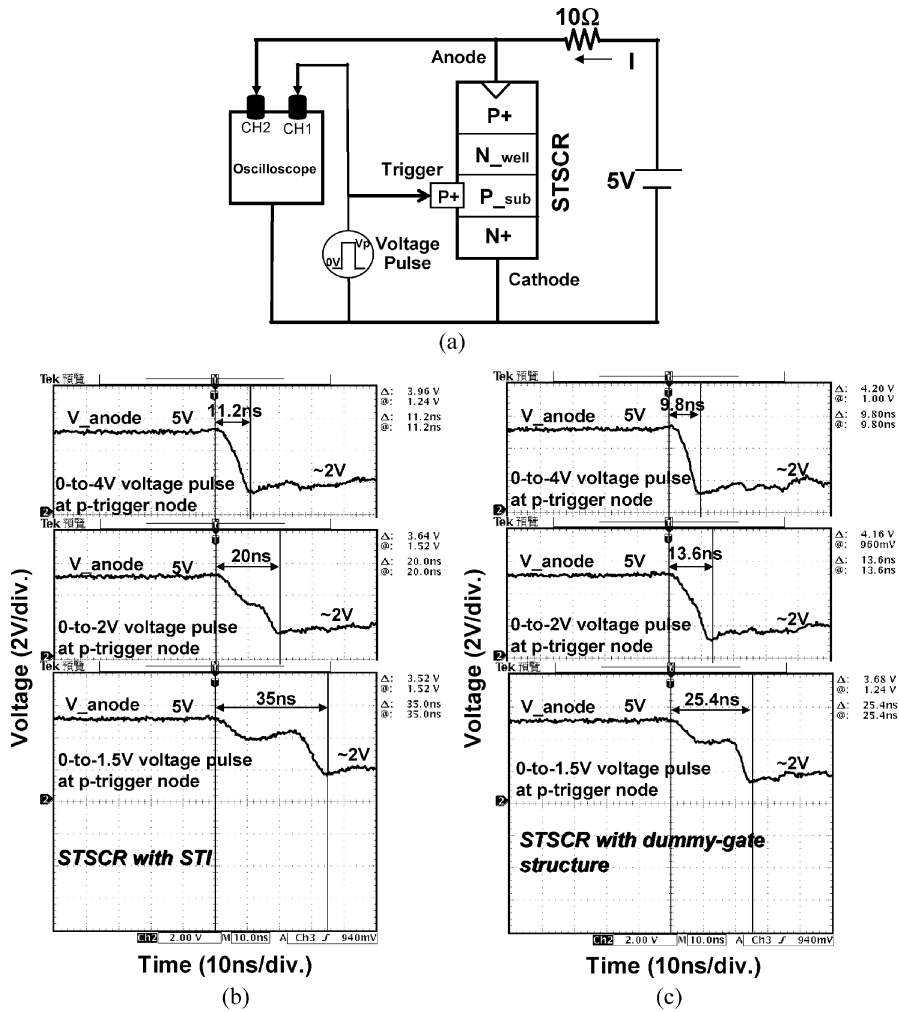 10Ω
Anode
I
CH2 CH1
P+
Oscilloscope
N_well
Trigger
P+
P_sub
STSCR
5V
N+
0V Vp
Voltage
Pulse
Cathode
(a)
Voltage (2V/div.)
Tek 預覽
V_anode 5V 11.2ns
~2V
0-to-4V voltage pulse
at p-trigger node
Δ: 3.96 V
@: 1.24 V
Δ: 11.2ns
@: 11.2ns
2
Tek 預覽
V_anode 5V 20ns
~2V
0-to-2V voltage pulse
at p-trigger node
Δ: 3.64 V
@: 1.52 V
Δ: 20.0ns
@: 20.0ns
2
Tek 預覽
V_anode 5V 35ns
~2V
0-to-1.5V voltage pulse
at p-trigger node
Δ: 3.52 V
@: 1.52 V
Δ: 35.0ns
@: 35.0ns
2
STSCR with STI
Ch2 2.00 V M 10.0ns A Ch3 ∫ 940mV
Time (10ns/div.)
(b)
Voltage (2V/div.)
Tek 預覽
V_anode 5V 9.8ns
~2V
0-to-4V voltage pulse
at p-trigger node
Δ: 4.20 V
@: 1.00 V
Δ: 9.80ns
@: 9.80ns
2
Tek 預覽
V_anode 5V 13.6ns
~2V
0-to-2V voltage pulse
at p-trigger node
Δ: 4.16 V
@: 960mV
Δ: 13.6ns
@: 13.6ns
2
Tek 預覽
V_anode 5V 25.4ns
~2V
0-to-1.5V voltage pulse
at p-trigger node
Δ: 3.68 V
@: 1.24 V
Δ: 25.4ns
@: 25.4ns
2
STSCR with dummy-gate
structure
Ch2 2.00 V M 10.0ns A Ch3 ∫ 940mV
Time (10ns/div.)
(c)